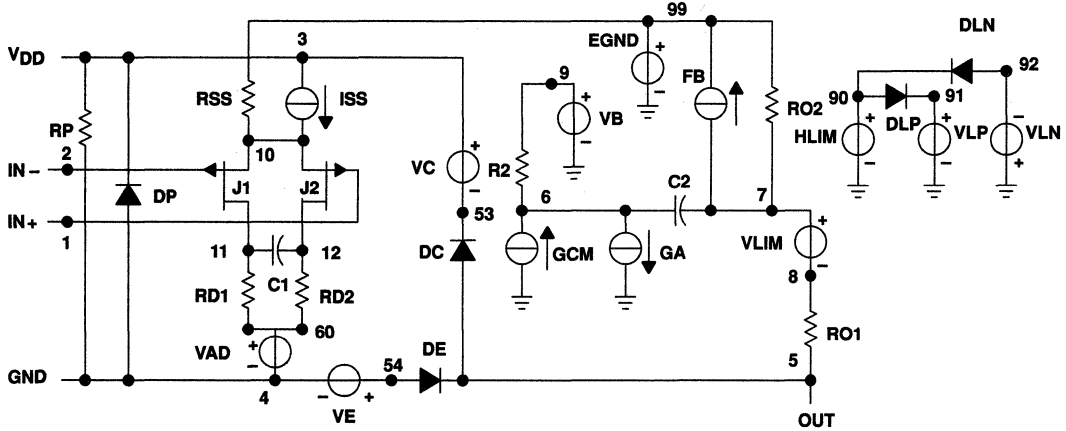 99
DLN
EGND
+
-
3
VDD
9
92
FB
90
91
RSS
ISS
+
VB
-
RO2
+
HLIM
-
DLP
+
VLP
-
-
VLN
+
RP
2
10
IN-
J1
J2
VC
+
-
R2
DP
C2
6
7
53
IN+
1
11
12
C1
DC
GCM
GA
VLIM
+
-
8
RD1
RD2
60
RO1
VAD
+
-
54
DE
5
GND
4
-
+
VE
OUT